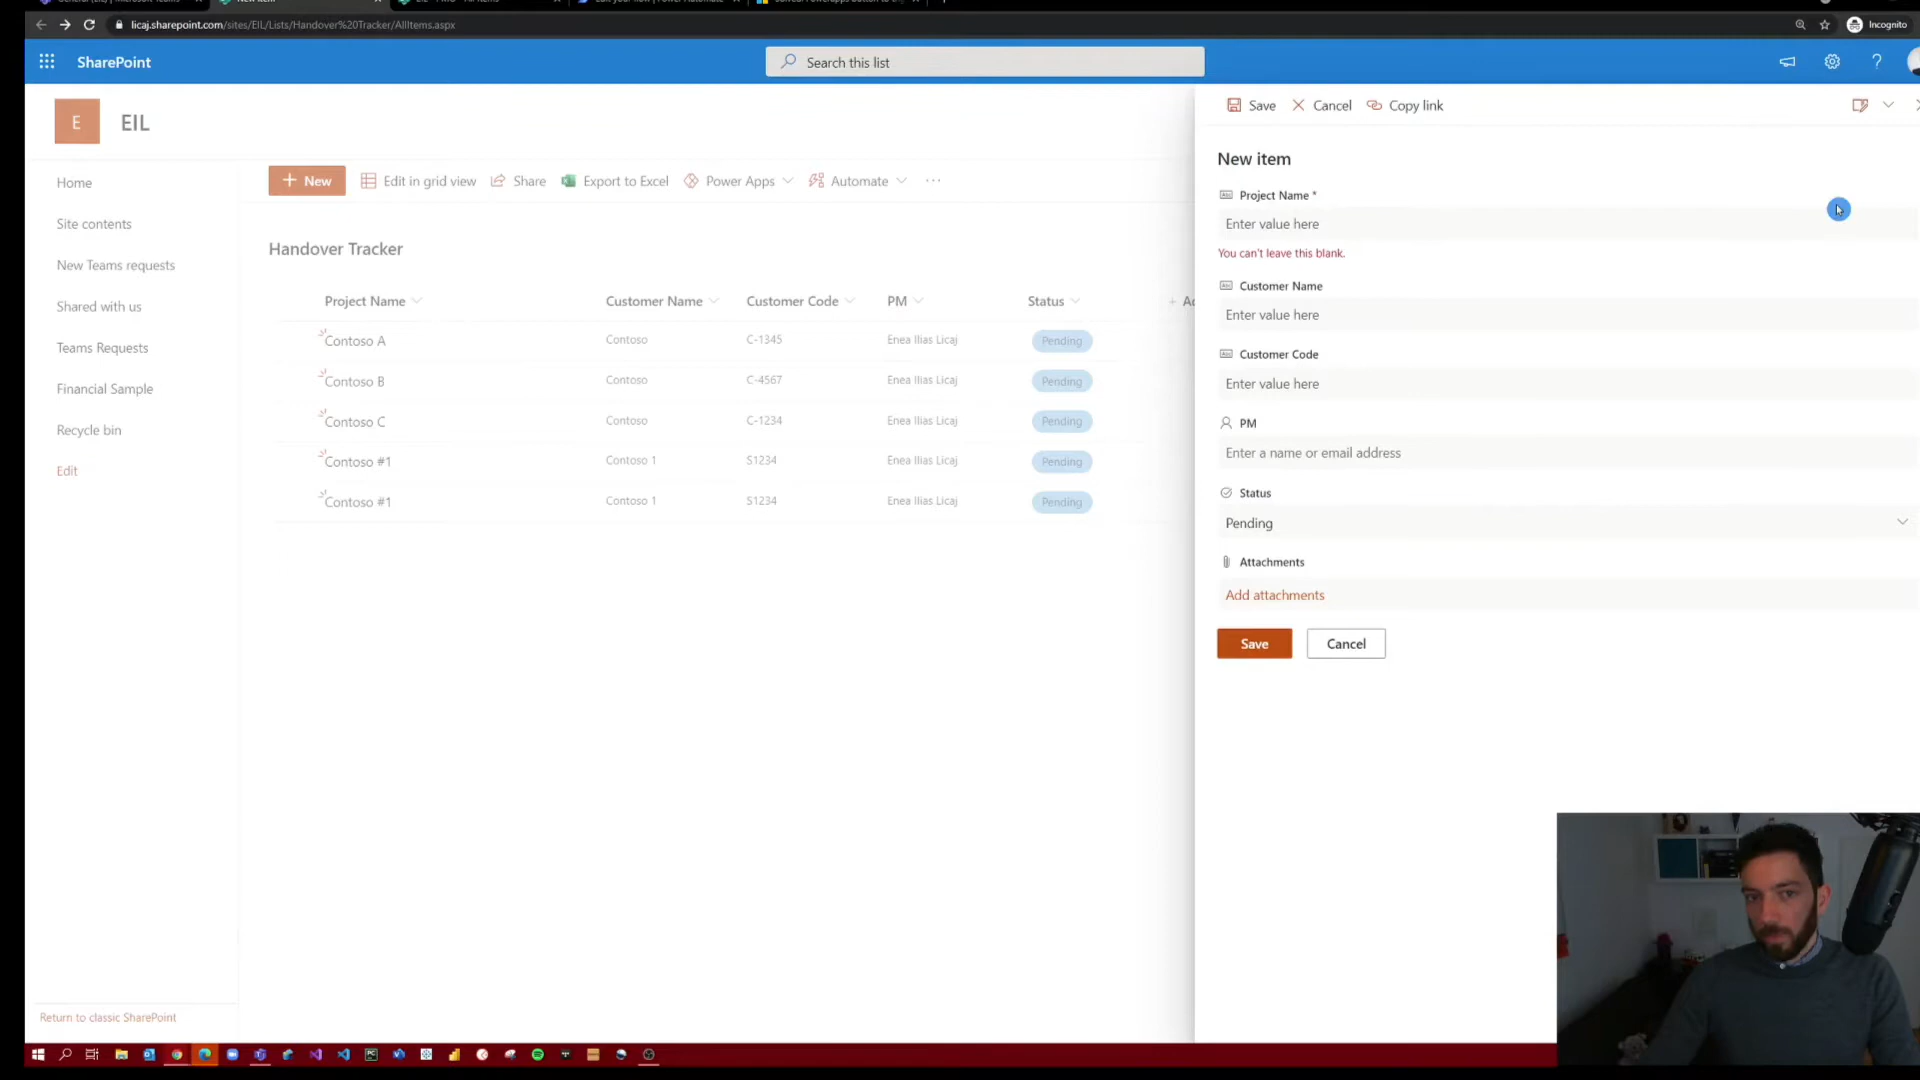 New item
licaj.sharepoint.com/sites/EIL/Lists/Handover%20Tracker/AllItems.aspx
Incognito
SharePoint
Search this list
?
E
EIL
Home
Site contents
New Teams requests
Shared with us
Teams Requests
Financial Sample
Recycle bin
Edit
Return to classic SharePoint
+ New
Edit in grid view
Share
Export to Excel
Power Apps
Automate
...
Handover Tracker
Project Name Customer Name Customer Code PM Status
Contoso A Contoso C-1345 Enea Ilias Licaj Pending
Contoso B Contoso C-4567 Enea Ilias Licaj Pending
Contoso C Contoso C-1234 Enea Ilias Licaj Pending
Contoso #1 Contoso 1 S1234 Enea Ilias Licaj Pending
Contoso #1 Contoso 1 S1234 Enea Ilias Licaj Pending
Save Cancel Copy link
New item
Project Name *
Enter value here
You can't leave this blank.
Customer Name
Enter value here
Customer Code
Enter value here
PM
Enter a name or email address
Status
Pending
Attachments
Add attachments
Save Cancel